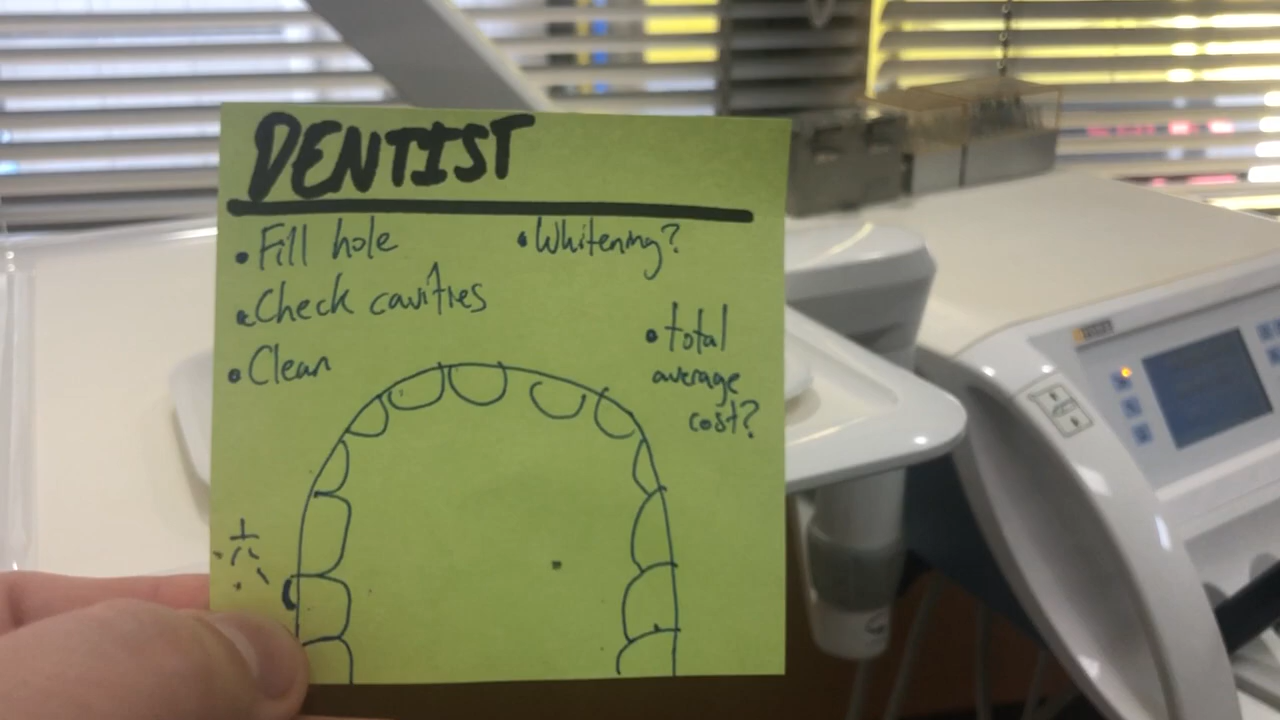 DENTIST
• Fill hole
• Check cavities
• Clean
• Whitening?
• total
average
cost?